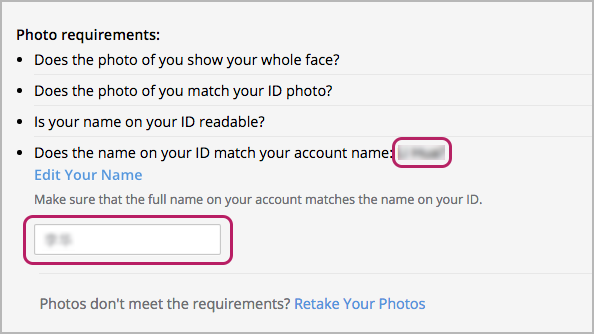 Photo requirements:
Does the photo of you show your whole face?
Does the photo of you match your ID photo?
Is your name on your ID readable?
Does the name on your ID match your account name:
Edit Your Name
Make sure that the full name on your account matches the name on your ID.
Photos don't meet the requirements? Retake Your Photos